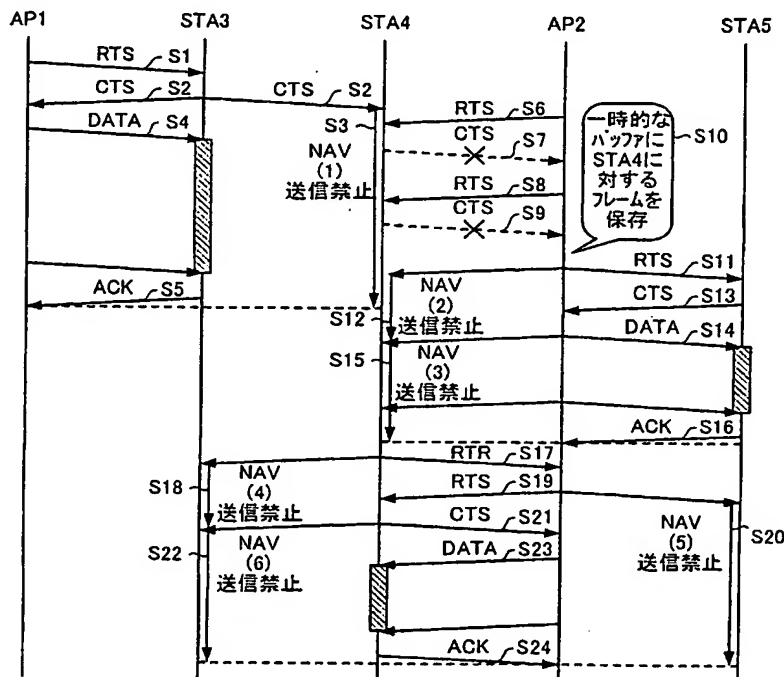 AP1 STA3 STA4 AP2 STA5
RTS S1
CTS S2 CTS S2
S3 RTS S6
DATA S4
CTS S7
NAV
(1)
送信禁止
RTS S8
CTS S9
一時的な
バッファに
STA4に
対する
フレームを
保存
S10
RTS S11
ACK S5
NAV
(2)
送信禁止
S12
CTS S13
DATA S14
S15
NAV
(3)
送信禁止
ACK S16
RTR S17
S18
NAV
(4)
送信禁止
RTS S19
CTS S21
S22
NAV
(6)
送信禁止
NAV
(5)
送信禁止
S20
DATA S23
ACK S24